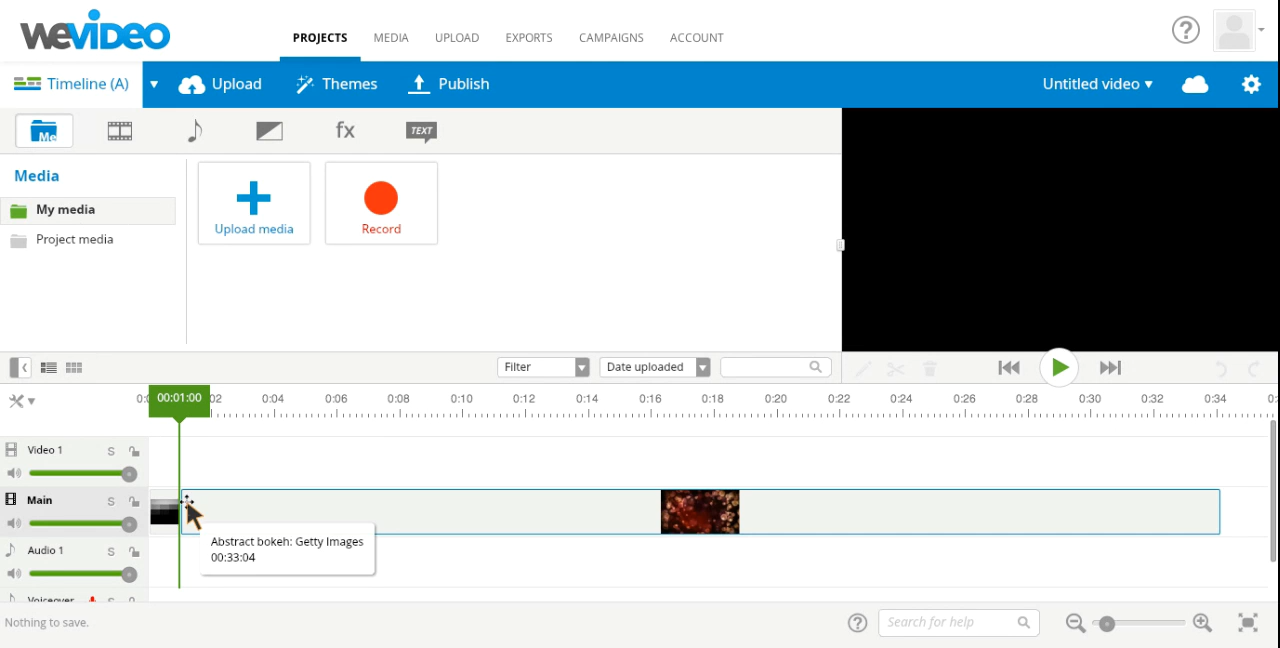 wevideo
PROJECTS MEDIA UPLOAD EXPORTS CAMPAIGNS ACCOUNT
Timeline (A) Upload Themes Publish Untitled video
Me fx TEXT
Media
My media
Project media
Upload media Record
Filter Date uploaded
00:01:00 0:04 0:06 0:08 0:10 0:12 0:14 0:16 0:18 0:20 0:22 0:24 0:26 0:28 0:30 0:32 0:34
Video 1 S
Main S
Abstract bokeh: Getty Images
00:33:04
Audio 1 S
Voiceover S
Nothing to save. Search for help